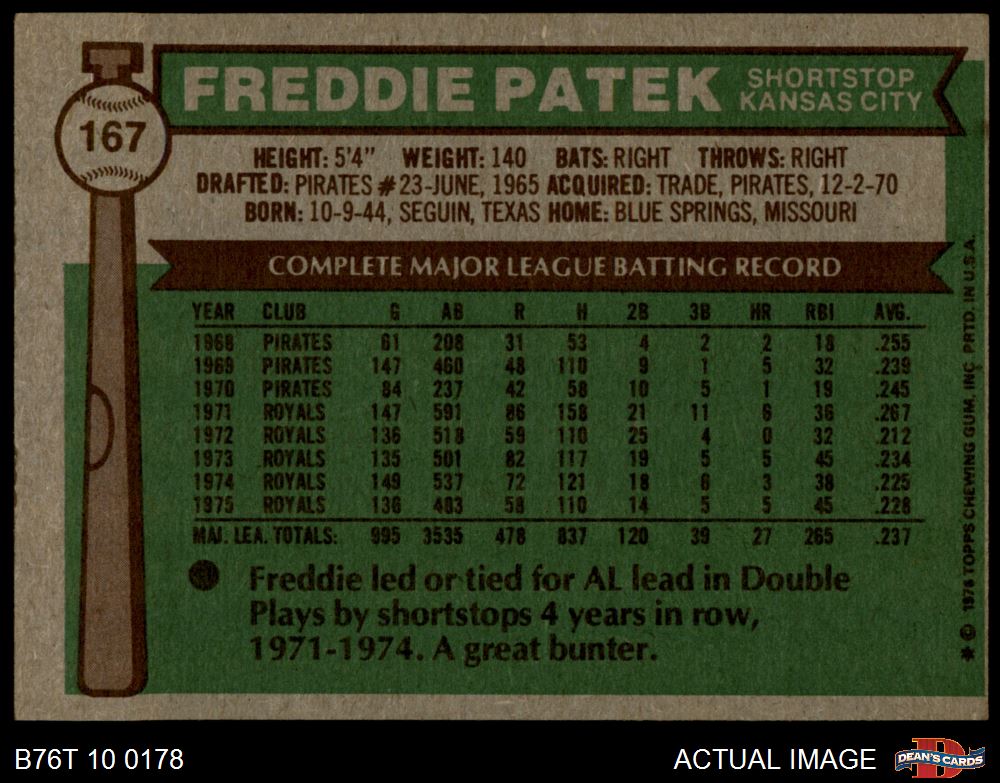 FREDDIE PATEK SHORTSTOP KANSAS CITY
167
HEIGHT: 5'4" WEIGHT: 140 BATS: RIGHT THROWS: RIGHT
DRAFTED: PIRATES #23-JUNE, 1965 ACQUIRED: TRADE, PIRATES, 12-2-70
BORN: 10-9-44, SEGUIN, TEXAS HOME: BLUE SPRINGS, MISSOURI
COMPLETE MAJOR LEAGUE BATTING RECORD
YEAR CLUB G AB R H 2B 3B HR RBI AVG.
1968 PIRATES 61 208 31 53 4 2 2 18 .255
1969 PIRATES 147 460 48 110 9 1 5 32 .239
1970 PIRATES 84 237 42 58 10 5 1 19 .245
1971 ROYALS 147 591 86 158 21 11 6 36 .267
1972 ROYALS 136 518 59 110 25 4 0 32 .212
1973 ROYALS 135 501 82 117 19 5 5 45 .234
1974 ROYALS 149 537 72 121 18 6 3 38 .225
1975 ROYALS 136 483 58 110 14 5 5 45 .228
MAJ. LEA. TOTALS: 995 3535 478 837 120 39 27 265 .237
Freddie led or tied for AL lead in Double
Plays by shortstops 4 years in row,
1971-1974. A great bunter.
* © 1976 TOPPS CHEWING GUM, INC. PRTD. IN U.S.A.
B76T 10 0178
ACTUAL IMAGE
D
DEAN'S CARDS